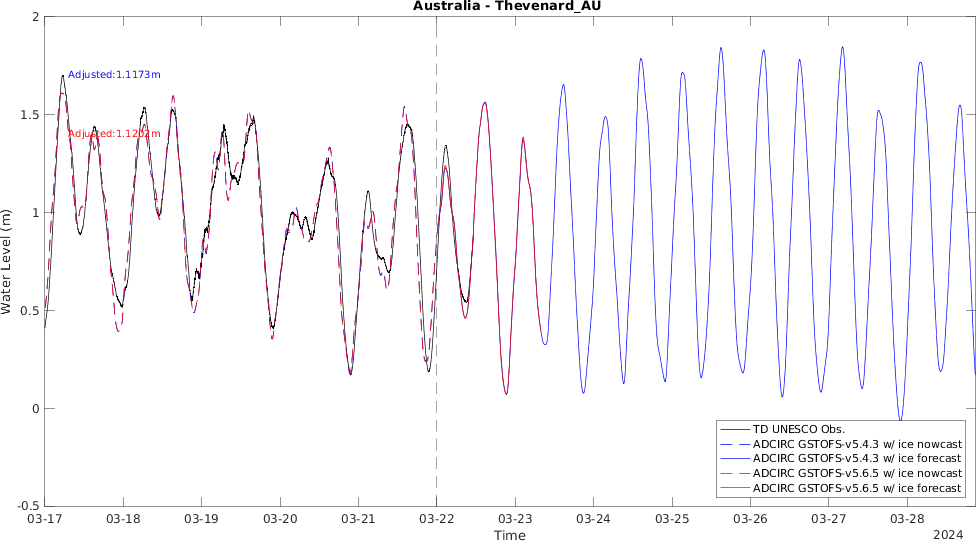 Australia - Thevenard_AU
2
1.5
1
0.5
0
-0.5
Water Level (m)
Adjusted:1.1173m
Adjusted:1.1202m
TD UNESCO Obs.
ADCIRC GSTOFS-v5.4.3 w/ ice nowcast
ADCIRC GSTOFS-v5.4.3 w/ ice forecast
ADCIRC GSTOFS-v5.6.5 w/ ice nowcast
ADCIRC GSTOFS-v5.6.5 w/ ice forecast
03-17 03-18 03-19 03-20 03-21 03-22 03-23 03-24 03-25 03-26 03-27 03-28
Time
2024